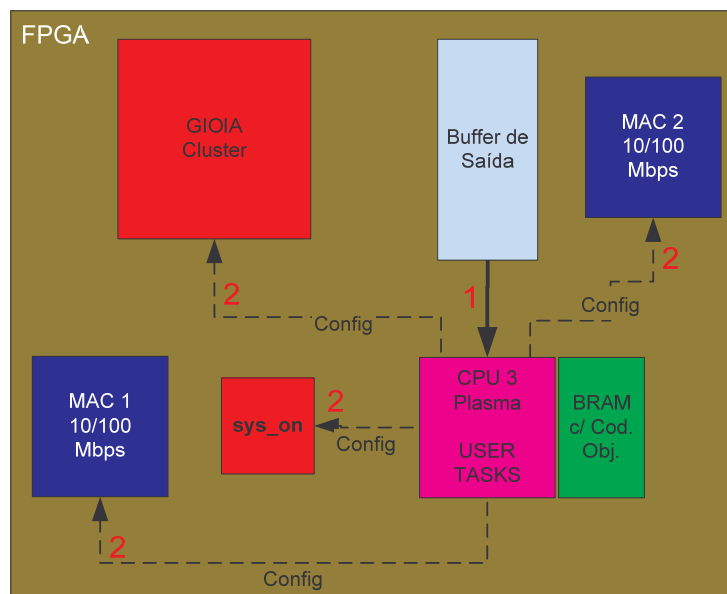 FPGA
GIOIA
Cluster
Buffer de
Saída
MAC 2
10/100
Mbps
2
1
2
Config
Config
MAC 1
10/100
Mbps
sys_on
2
Config
CPU 3
Plasma
USER
TASKS
BRAM
c/ Cod.
Obj.
2
Config